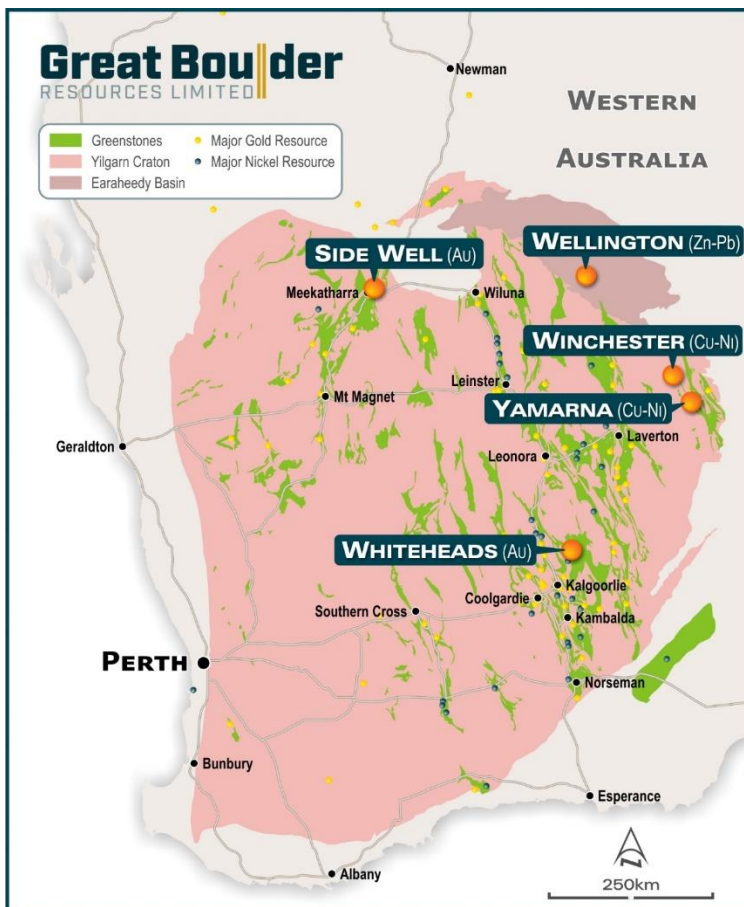 Great Boulder
RESOURCES LIMITED
Newman
WESTERN
AUSTRALIA
Greenstones
Major Gold Resource
Yilgarn Craton
Major Nickel Resource
Earaheedy Basin
SIDE WELL (Au)
WELLINGTON (Zn-Pb)
Meekatharra
Wiluna
WINCHESTER (Cu-Ni)
Leinster
Mt Magnet
YAMARNA (Cu-Ni)
Laverton
Geraldton
Leonora
WHITEHEADS (Au)
Kalgoorlie
Coolgardie
Southern Cross
Kambalda
PERTH
Norseman
Bunbury
Esperance
N
250km
Albany